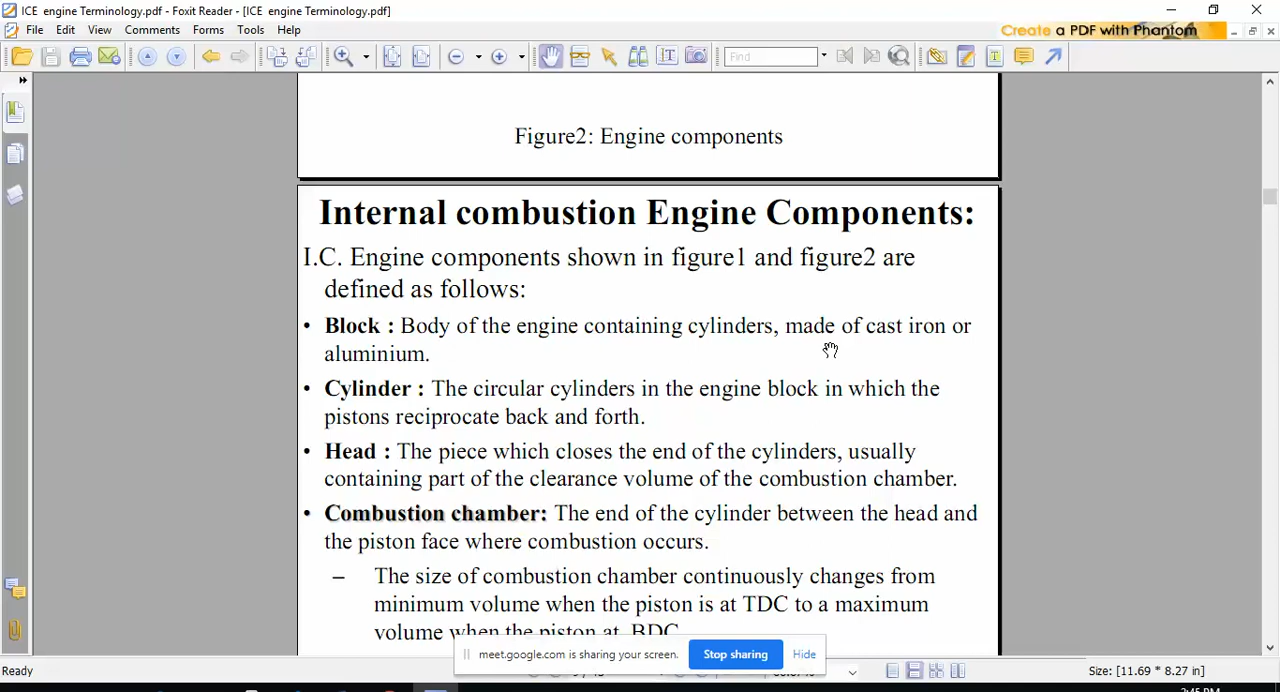 ICE engine Terminology.pdf - Foxit Reader - [ICE engine Terminology.pdf]
File Edit View Comments Forms Tools Help
Create a PDF with Phantom
Find
Figure2: Engine components
Internal combustion Engine Components:
I.C. Engine components shown in figure1 and figure2 are
defined as follows:
• Block : Body of the engine containing cylinders, made of cast iron or
aluminium.
• Cylinder : The circular cylinders in the engine block in which the
pistons reciprocate back and forth.
• Head : The piece which closes the end of the cylinders, usually
containing part of the clearance volume of the combustion chamber.
• Combustion chamber: The end of the cylinder between the head and
the piston face where combustion occurs.
– The size of combustion chamber continuously changes from
minimum volume when the piston is at TDC to a maximum
volume when the piston at BDC
meet.google.com is sharing your screen. Stop sharing Hide
Ready
Size: [11.69 * 8.27 in]